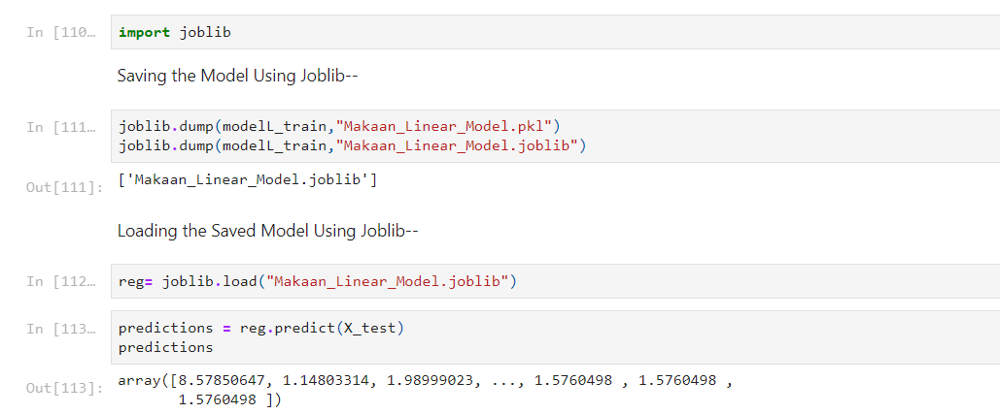 In [110… import joblib
Saving the Model Using Joblib--
In [111… joblib.dump(modelL_train,"Makaan_Linear_Model.pkl")
joblib.dump(modelL_train,"Makaan_Linear_Model.joblib")
Out[111]: ['Makaan_Linear_Model.joblib']
Loading the Saved Model Using Joblib--
In [112… reg= joblib.load("Makaan_Linear_Model.joblib")
In [113… predictions = reg.predict(X_test)
predictions
Out[113]: array([8.57850647, 1.14803314, 1.98999023, ..., 1.5760498 , 1.5760498 ,
1.5760498 ])